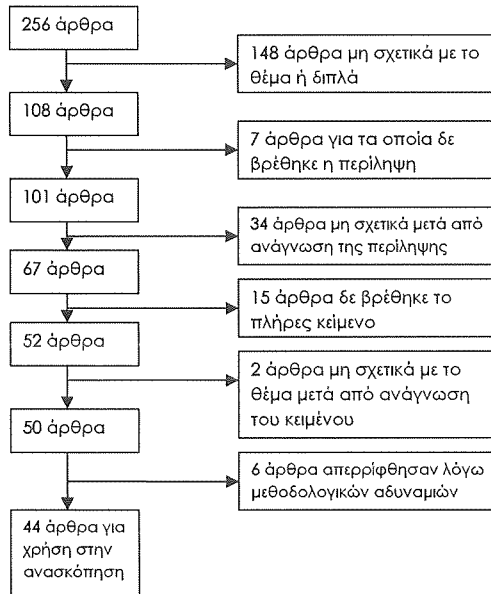 256 άρθρα
148 άρθρα μη σχετικά με το
θέμα ή διπλά
108 άρθρα
7 άρθρα για τα οποία δε
βρέθηκε η περίληψη
101 άρθρα
34 άρθρα μη σχετικά μετά από
ανάγνωση της περίληψης
67 άρθρα
15 άρθρα δε βρέθηκε το
πλήρες κείμενο
52 άρθρα
2 άρθρα μη σχετικά με το
θέμα μετά από ανάγνωση
του κειμένου
50 άρθρα
6 άρθρα απερρίφθησαν λόγω
μεθοδολογικών αδυναμιών
44 άρθρα για
χρήση στην
ανασκόπηση